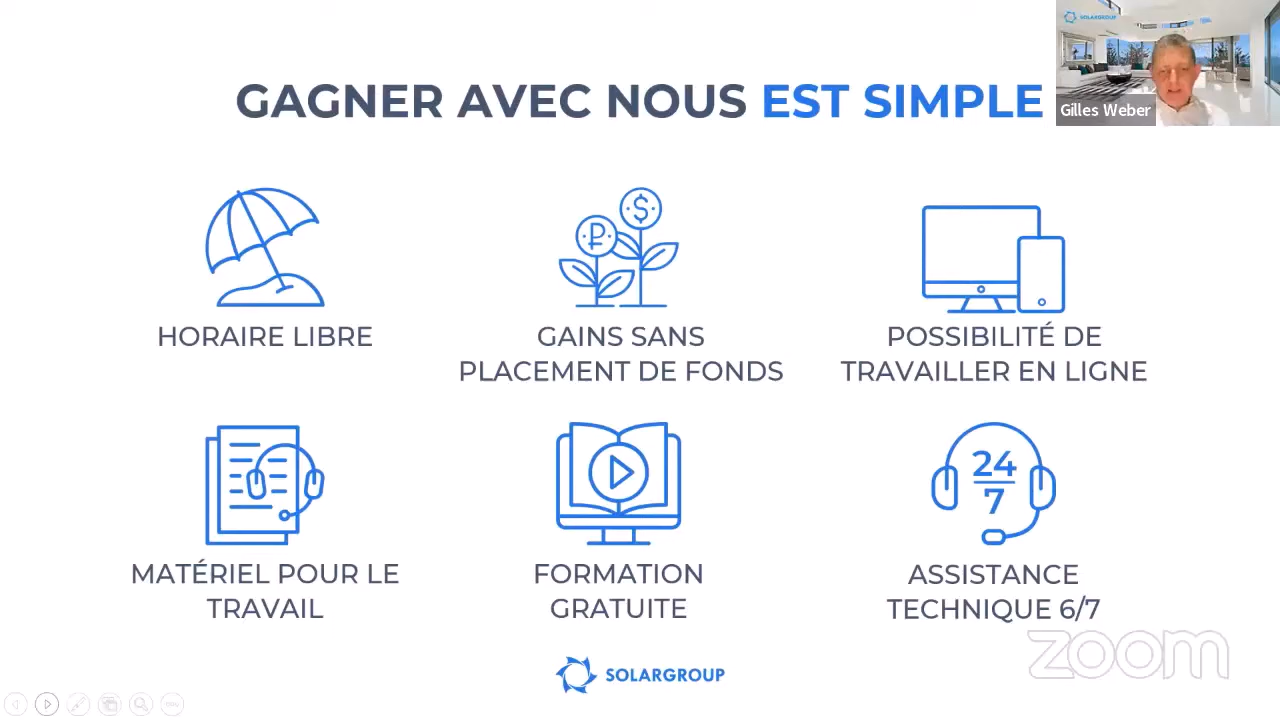 SOLARGROUP
GAGNER AVEC NOUS EST SIMPLE
Gilles Weber
HORAIRE LIBRE
GAINS SANS
PLACEMENT DE FONDS
POSSIBILITÉ DE
TRAVAILLER EN LIGNE
24
7
MATÉRIEL POUR LE
TRAVAIL
FORMATION
GRATUITE
ASSISTANCE
TECHNIQUE 6/7
zoom
SOLARGROUP